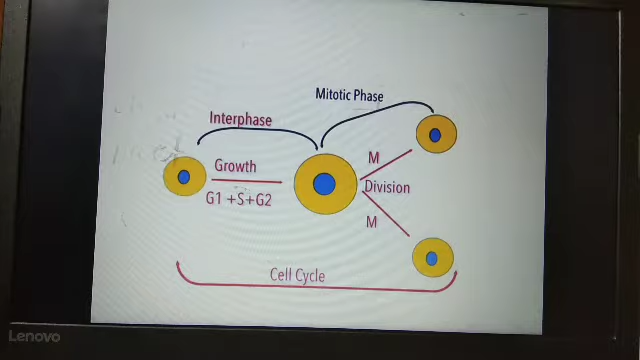 Mitotic Phase
Interphase
Growth
G1 +S+G2
M
Division
M
Cell Cycle
Lenovo